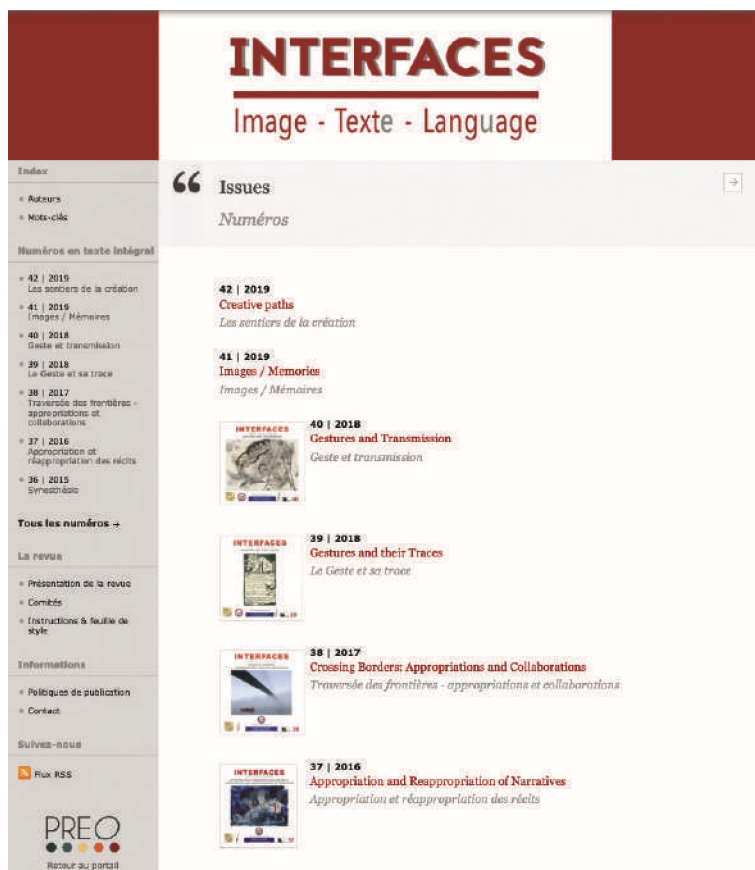 INTERFACES
Image - Texte - Language
Index
Auteurs
Mots-clés
Numéros en texte intégral
42 | 2019
Les sentiers de la création
41 | 2019
Images / Mémoires
40 | 2018
Geste et transmission
39 | 2018
Le Geste et sa trace
38 | 2017
Traversée des frontières -
appropriations et
collaborations
37 | 2016
Appropriation et
réappropriation des récits
36 | 2015
Synesthésie
Tous les numéros →
La revue
Présentation de la revue
Comités
Instructions & feuille de
style
Informations
Politiques de publication
Contact
Suivez-nous
Flux RSS
PREO
Retour au portail
“ Issues
Numéros
→
42 | 2019
Creative paths
Les sentiers de la création
41 | 2019
Images / Memories
Images / Mémoires
INTERFACES
40
40 | 2018
Gestures and Transmission
Geste et transmission
INTERFACES
39
39 | 2018
Gestures and their Traces
Le Geste et sa trace
INTERFACES
38
38 | 2017
Crossing Borders: Appropriations and Collaborations
Traversée des frontières - appropriations et collaborations
INTERFACES
37 | 2016
Appropriation and Reappropriation of Narratives
Appropriation et réappropriation des récits